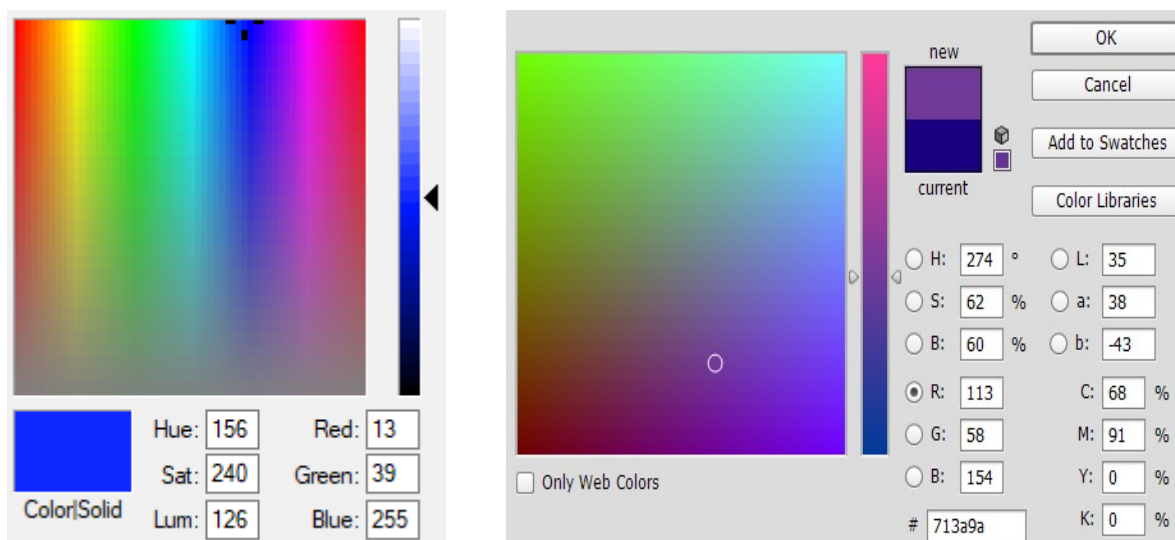 Hue: 156 Red: 13
Sat: 240 Green: 39
Color|Solid
Lum: 126 Blue: 255
new
current
OK
Cancel
Add to Swatches
Color Libraries
H: 274 ° L: 35
S: 62 % a: 38
B: 60 % b: -43
R: 113 C: 68 %
G: 58 M: 91 %
B: 154 Y: 0 %
# 713a9a K: 0 %
Only Web Colors